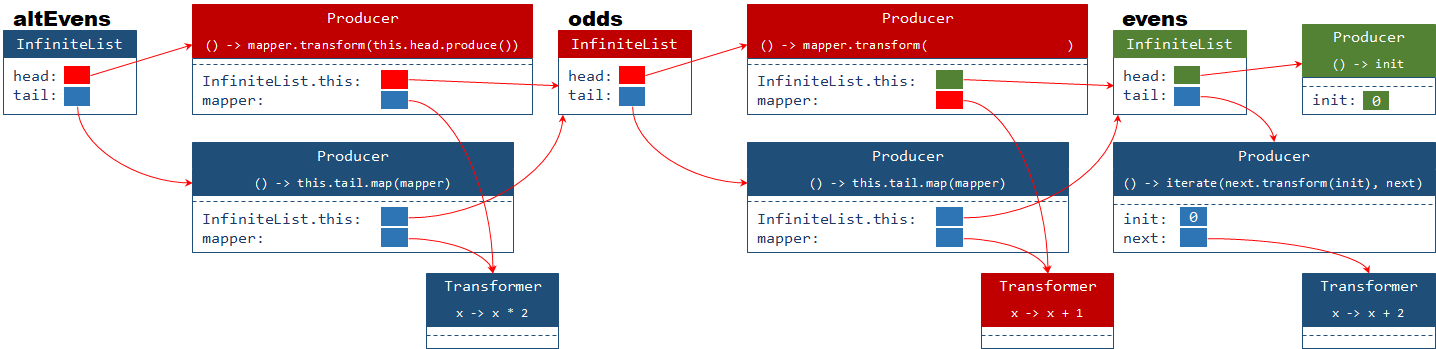 altEvens
InfiniteList
head:
tail:
Producer
() -> mapper.transform(this.head.produce())
InfiniteList.this:
mapper:
Producer
() -> this.tail.map(mapper)
InfiniteList.this:
mapper:
Transformer
x -> x * 2
odds
InfiniteList
head:
tail:
Producer
() -> mapper.transform( )
InfiniteList.this:
mapper:
Producer
() -> this.tail.map(mapper)
InfiniteList.this:
mapper:
Transformer
x -> x + 1
evens
InfiniteList
head:
tail:
Producer
() -> init
init: 0
Producer
() -> iterate(next.transform(init), next)
init: 0
next:
Transformer
x -> x + 2